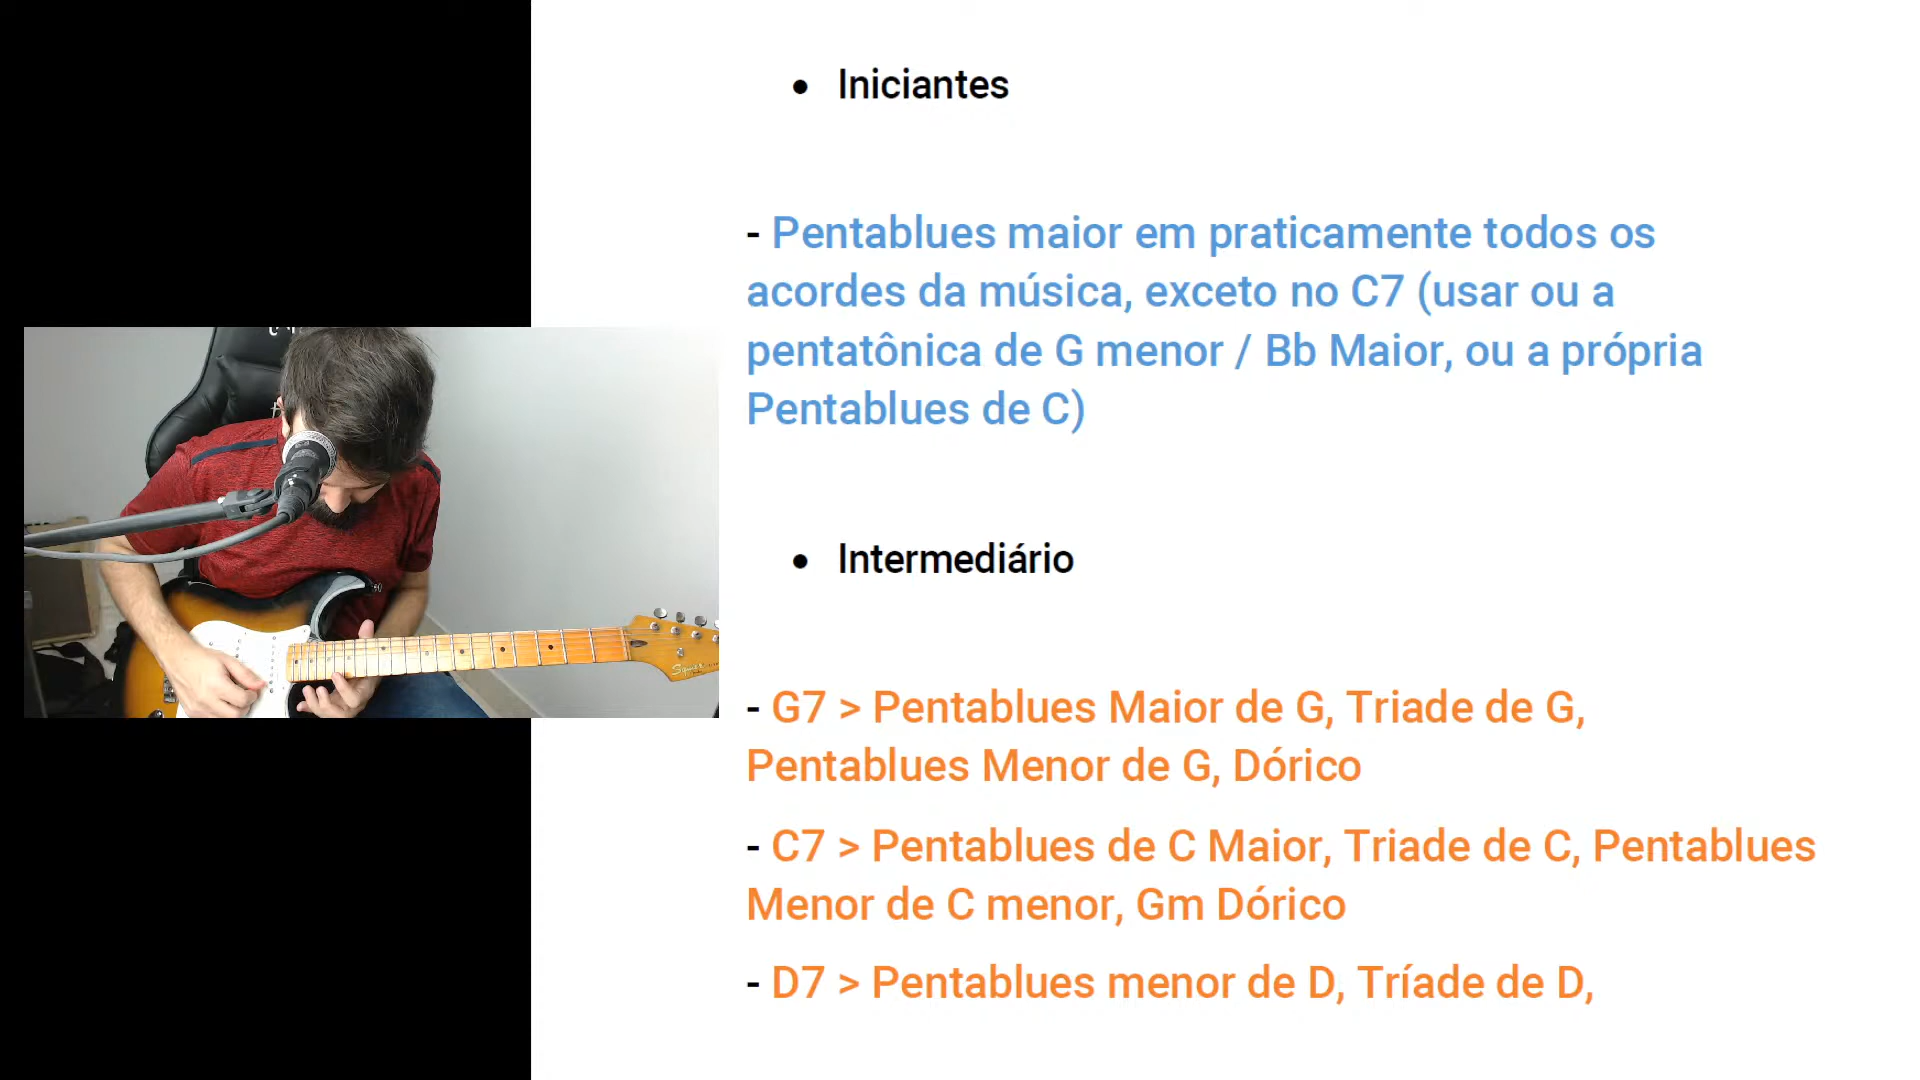 • Iniciantes
- Pentablues maior em praticamente todos os
acordes da música, exceto no C7 (usar ou a
pentatônica de G menor / Bb Maior, ou a própria
Pentablues de C)
• Intermediário
- G7 > Pentablues Maior de G, Triade de G,
Pentablues Menor de G, Dórico
- C7 > Pentablues de C Maior, Triade de C, Pentablues
Menor de C menor, Gm Dórico
- D7 > Pentablues menor de D, Tríade de D,
Squier